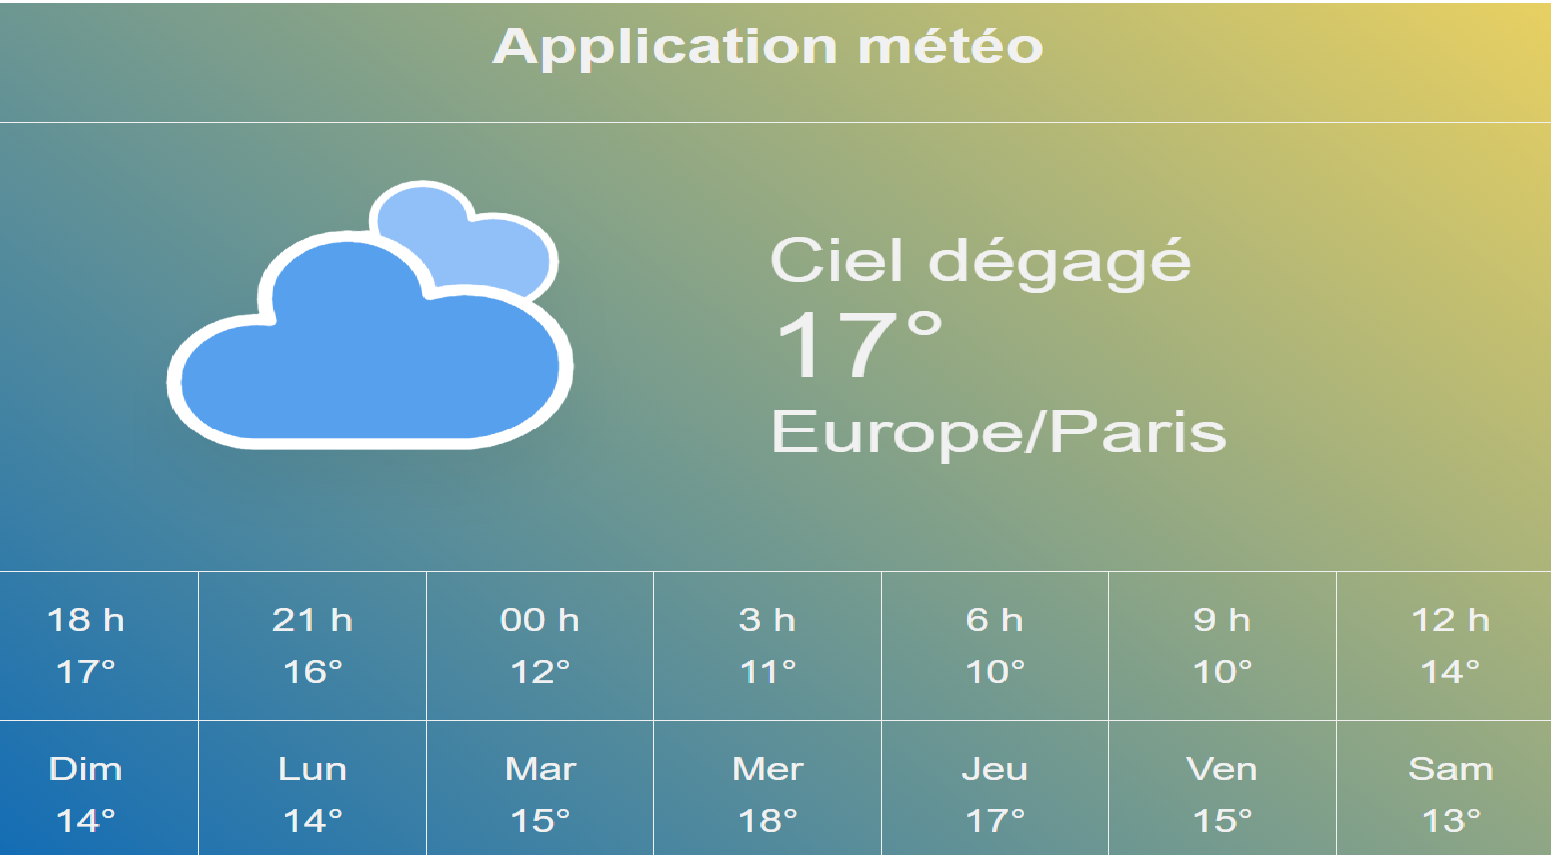 Application météo
Ciel dégagé
17°
Europe/Paris
18 h 21 h 00 h 3 h 6 h 9 h 12 h
17° 16° 12° 11° 10° 10° 14°
Dim Lun Mar Mer Jeu Ven Sam
14° 14° 15° 18° 17° 15° 13°